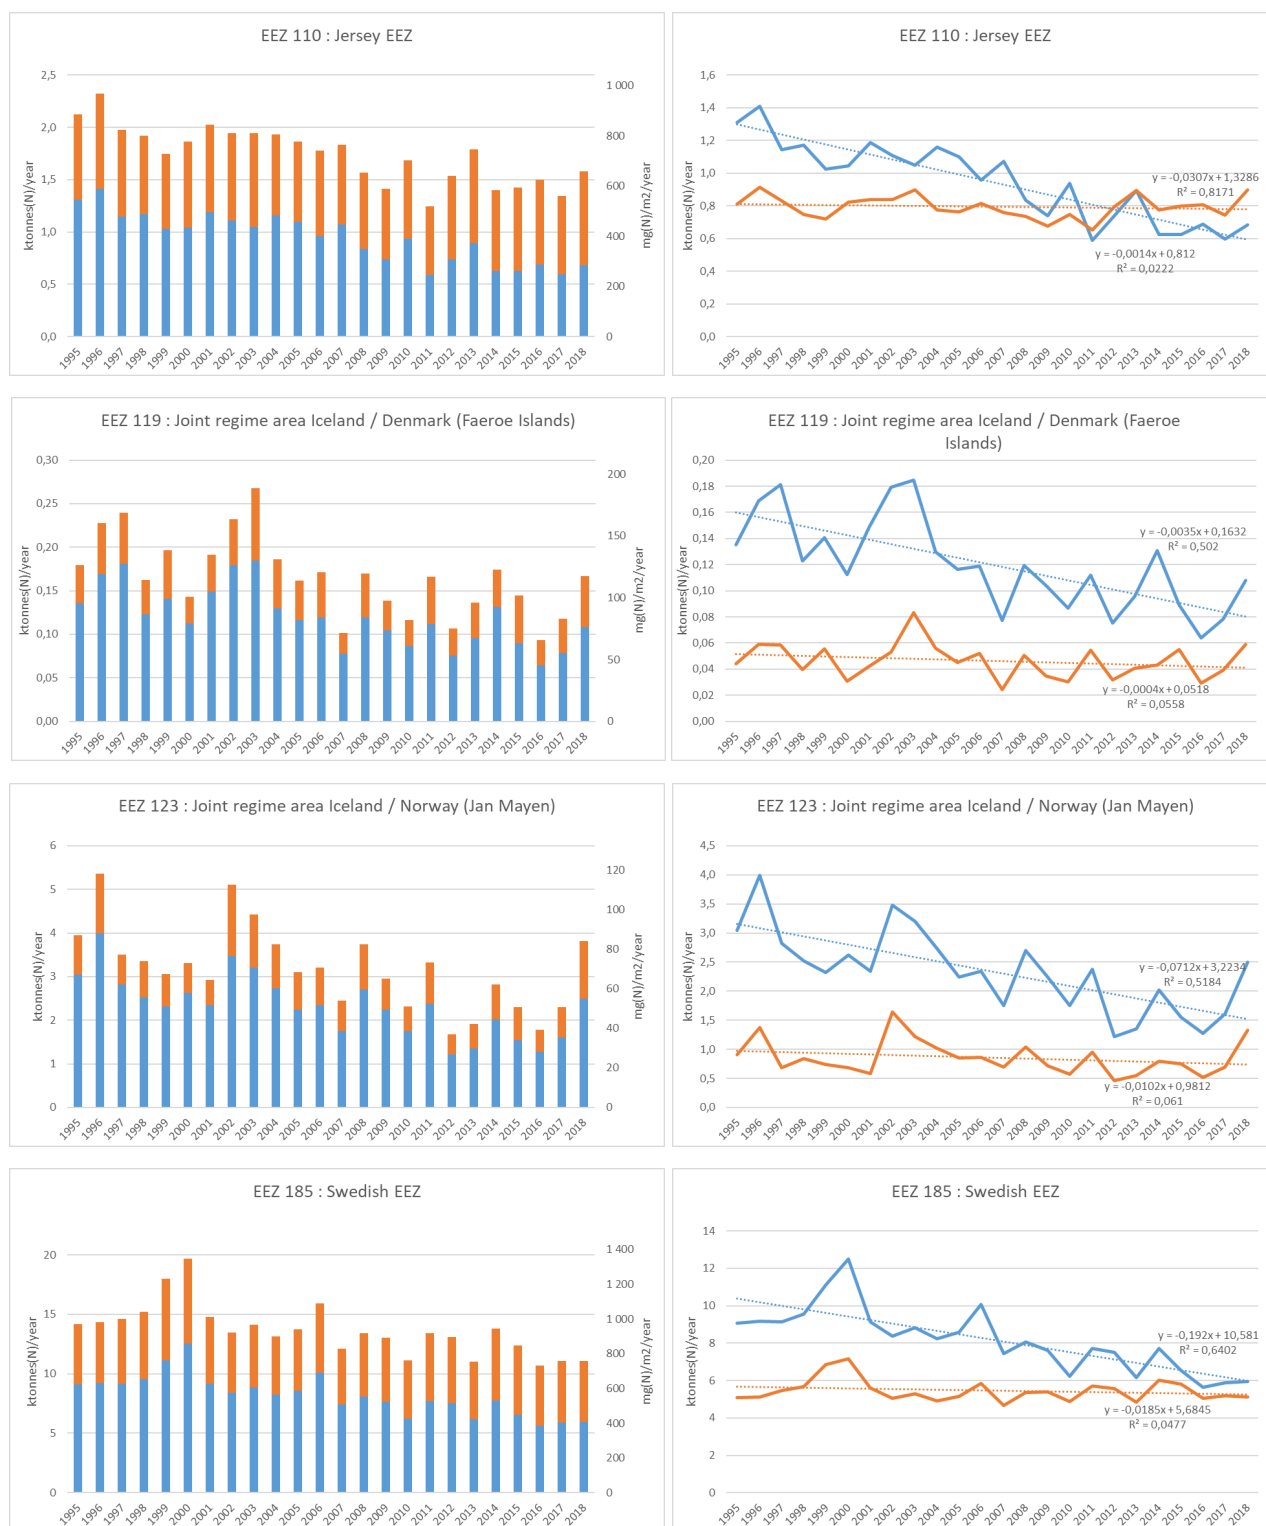 EEZ 110 : Jersey EEZ
2,5
2,0
1,5
1,0
0,5
0,0
ktonnes(N)/year
1 000
800
600
400
200
0
mg(N)/m2/year
1995 1996 1997 1998 1999 2000 2001 2002 2003 2004 2005 2006 2007 2008 2009 2010 2011 2012 2013 2014 2015 2016 2017 2018
EEZ 110 : Jersey EEZ
1,6
1,4
1,2
1,0
0,8
0,6
0,4
0,2
0,0
ktonnes(N)/year
y = -0,0307x + 1,3286
R² = 0,8171
y = -0,0014x + 0,812
R² = 0,0222
1995 1996 1997 1998 1999 2000 2001 2002 2003 2004 2005 2006 2007 2008 2009 2010 2011 2012 2013 2014 2015 2016 2017 2018
EEZ 119 : Joint regime area Iceland / Denmark (Faeroe Islands)
0,30
0,25
0,20
0,15
0,10
0,05
0,00
ktonnes(N)/year
200
150
100
50
0
mg(N)/m2/year
1995 1996 1997 1998 1999 2000 2001 2002 2003 2004 2005 2006 2007 2008 2009 2010 2011 2012 2013 2014 2015 2016 2017 2018
EEZ 119 : Joint regime area Iceland / Denmark (Faeroe
Islands)
0,20
0,18
0,16
0,14
0,12
0,10
0,08
0,06
0,04
0,02
0,00
ktonnes(N)/year
y = -0,0035x + 0,1632
R² = 0,502
y = -0,0004x + 0,0518
R² = 0,0558
1995 1996 1997 1998 1999 2000 2001 2002 2003 2004 2005 2006 2007 2008 2009 2010 2011 2012 2013 2014 2015 2016 2017 2018
EEZ 123 : Joint regime area Iceland / Norway (Jan Mayen)
6
5
4
3
2
1
0
ktonnes(N)/year
120
100
80
60
40
20
0
mg(N)/m2/year
1995 1996 1997 1998 1999 2000 2001 2002 2003 2004 2005 2006 2007 2008 2009 2010 2011 2012 2013 2014 2015 2016 2017 2018
EEZ 123 : Joint regime area Iceland / Norway (Jan Mayen)
4,5
4,0
3,5
3,0
2,5
2,0
1,5
1,0
0,5
0,0
ktonnes(N)/year
y = -0,0712x + 3,2234
R² = 0,5184
y = -0,0102x + 0,9812
R² = 0,061
1995 1996 1997 1998 1999 2000 2001 2002 2003 2004 2005 2006 2007 2008 2009 2010 2011 2012 2013 2014 2015 2016 2017 2018
EEZ 185 : Swedish EEZ
20
15
10
5
0
ktonnes(N)/year
1 400
1 200
1 000
800
600
400
200
0
mg(N)/m2/year
1995 1996 1997 1998 1999 2000 2001 2002 2003 2004 2005 2006 2007 2008 2009 2010 2011 2012 2013 2014 2015 2016 2017 2018
EEZ 185 : Swedish EEZ
14
12
10
8
6
4
2
0
ktonnes(N)/year
y = -0,192x + 10,581
R² = 0,6402
y = -0,0185x + 5,6845
R² = 0,0477
1995 1996 1997 1998 1999 2000 2001 2002 2003 2004 2005 2006 2007 2008 2009 2010 2011 2012 2013 2014 2015 2016 2017 2018